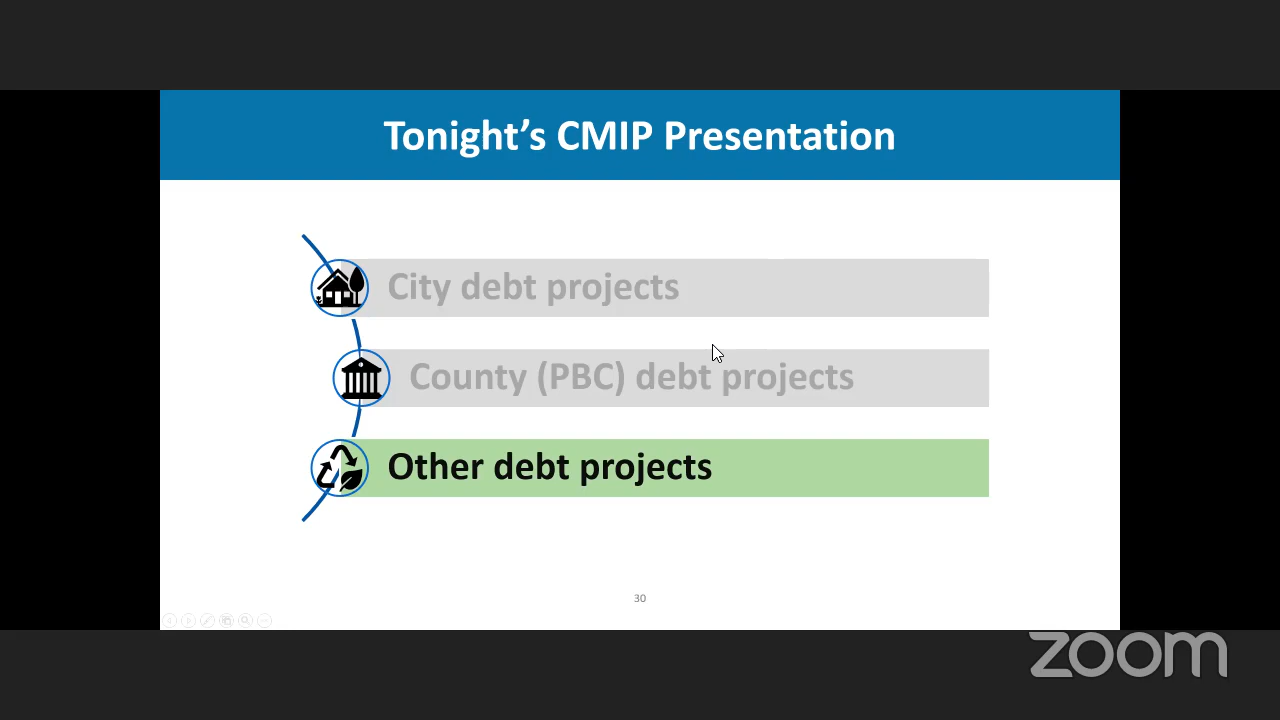 Tonight’s CMIP Presentation
City debt projects
County (PBC) debt projects
Other debt projects
30
zoom